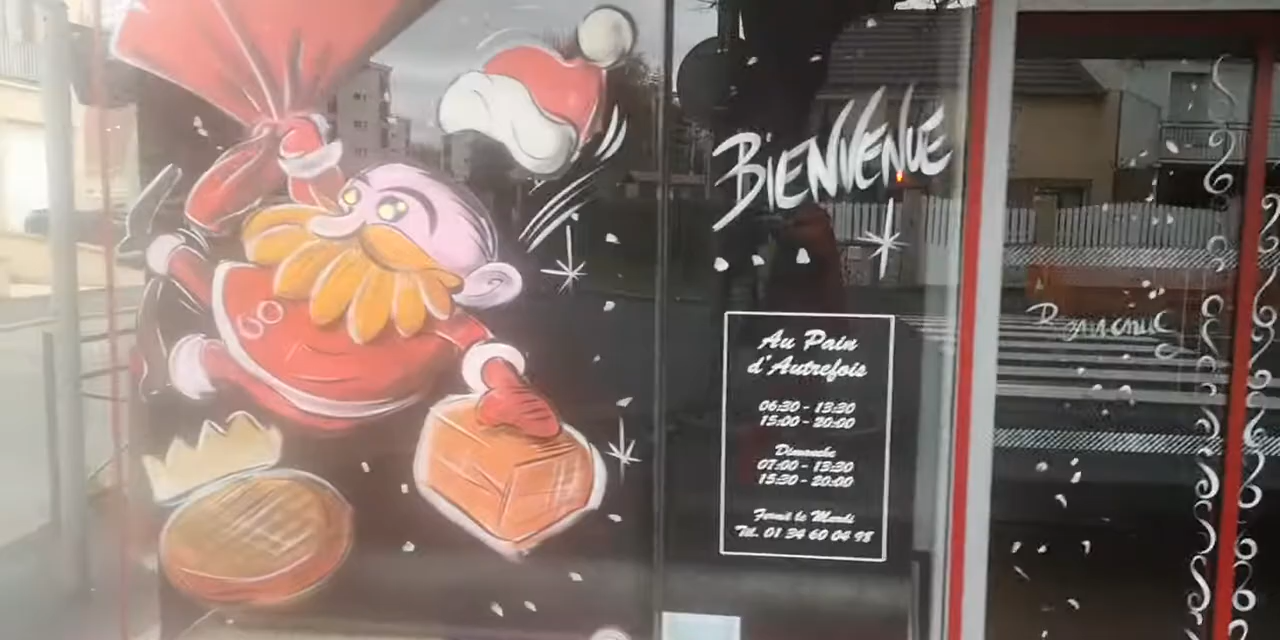 BIENVENUE
Au Pain
d'Autrefois
06:30 - 13:30
15:00 - 20:00
Dimanche
07:00 - 13:30
15:30 - 20:00
Fermé le Mardi
Tél. 01 34 60 04 98
Bienvenue